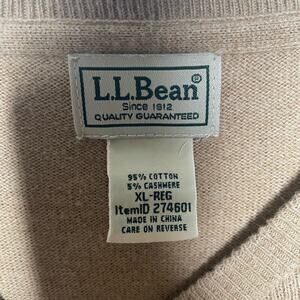 L.L.Bean®
Since 1912
QUALITY GUARANTEED
95% COTTON
5% CASHMERE
XL-REG
ItemID 274601
MADE IN CHINA
CARE ON REVERSE